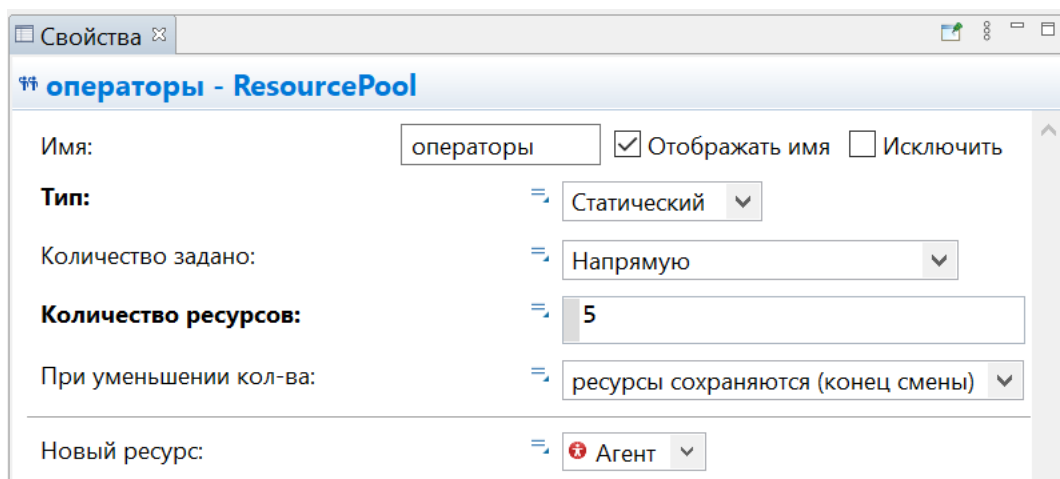 Свойства
операторы - ResourcePool
Имя: операторы Отображать имя Исключить
Тип: Статический
Количество задано: Напрямую
Количество ресурсов: 5
При уменьшении кол-ва: ресурсы сохраняются (конец смены)
Новый ресурс: Агент